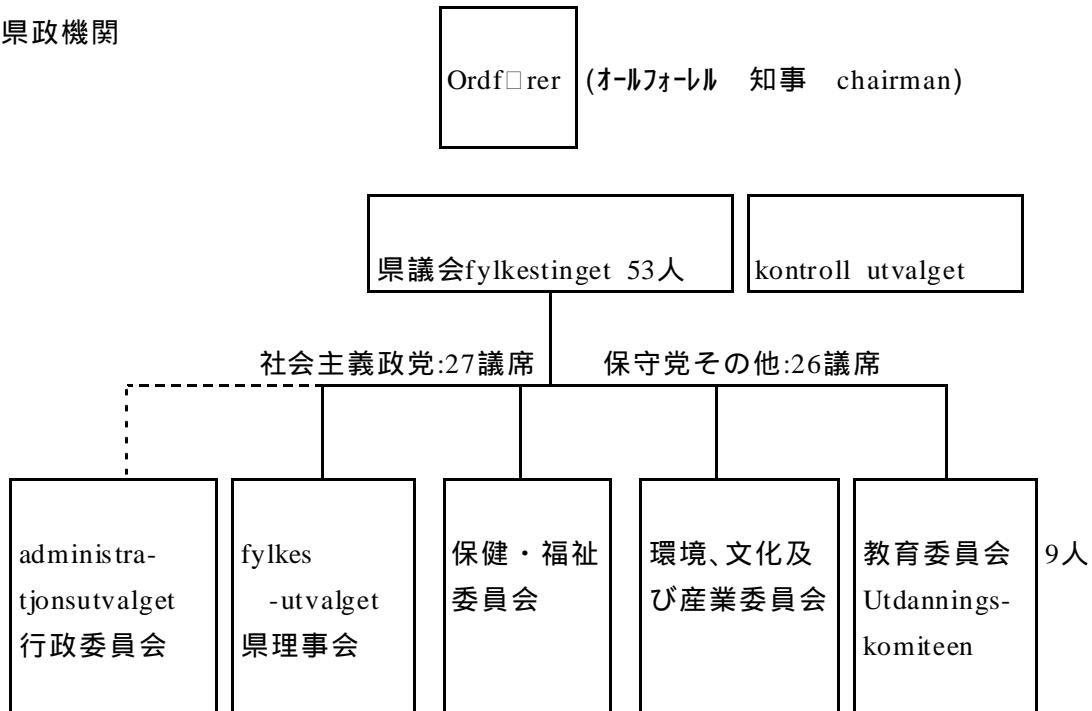 県政機関
Ordf□rer (ｵｰﾙﾌｫｰﾚﾙ 知事 chairman)
県議会fylkestinget 53人
kontroll utvalget
社会主義政党:27議席
保守党その他:26議席
administra-
tjonsutvalget
行政委員会
fylkes
-utvalget
県理事会
保健・福祉
委員会
環境､文化及
び産業委員会
教育委員会
Utdannings-
komiteen
9人